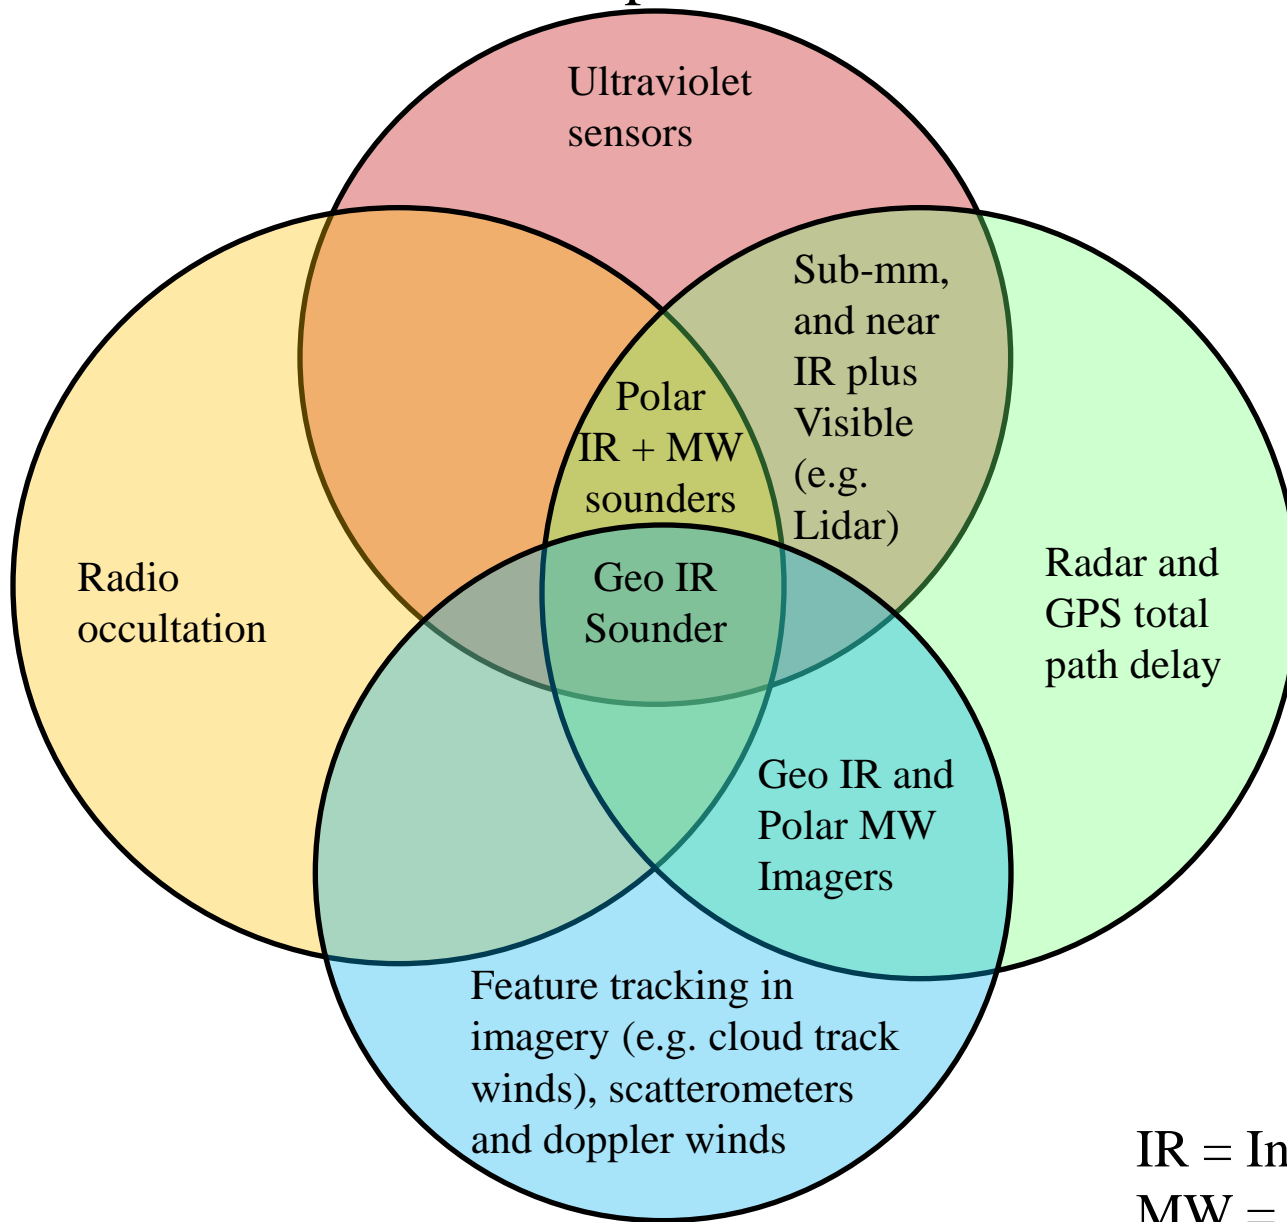 Ultraviolet
sensors
Sub-mm,
and near
IR plus
Visible
(e.g.
Lidar)
Polar
IR + MW
sounders
Geo IR
Sounder
Radio
occultation
Radar and
GPS total
path delay
Geo IR and
Polar MW
Imagers
Feature tracking in
imagery (e.g. cloud track
winds), scatterometers
and doppler winds
IR = In
MW =